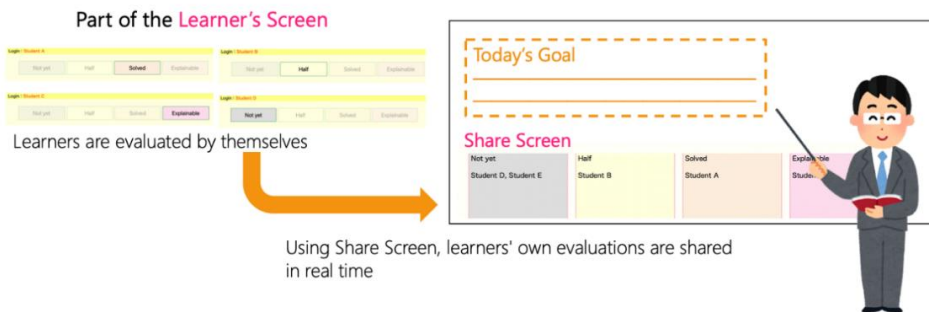 Part of the Learner's Screen
Login / Student A
Not yet Half Solved Explainable
Login / Student B
Not yet Half Solved Explainable
Login / Student C
Not yet Half Solved Explainable
Login / Student D
Not yet Half Solved Explainable
Learners are evaluated by themselves
Today's Goal
Share Screen
Not yet Half Solved
Student D, Student E Student B Student A
Using Share Screen, learners' own evaluations are shared
in real time